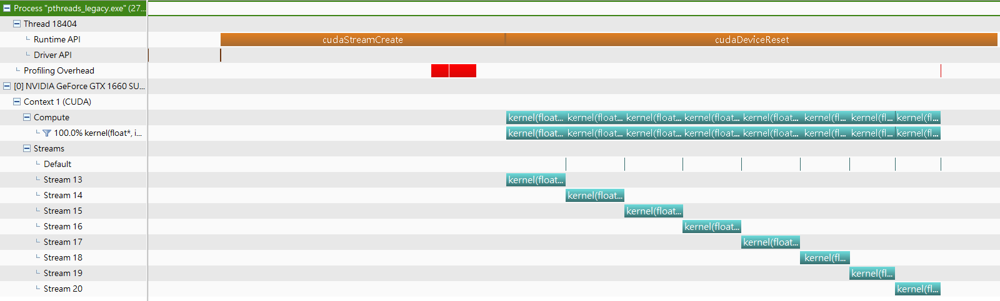 Process "pthreads_legacy.exe" (27...
Thread 18404
Runtime API cudaStreamCreate cudaDeviceReset
Driver API
Profiling Overhead
[0] NVIDIA GeForce GTX 1660 SU...
Context 1 (CUDA)
Compute kernel(float... kernel(float... kernel(float... kernel(float... kernel(float... kernel(fl... kernel(fl... kernel(fl...
100.0% kernel(float*, i... kernel(float... kernel(float... kernel(float... kernel(float... kernel(float... kernel(fl... kernel(fl... kernel(fl...
Streams
Default
Stream 13 kernel(float...
Stream 14 kernel(float...
Stream 15 kernel(float...
Stream 16 kernel(float...
Stream 17 kernel(float...
Stream 18 kernel(fl...
Stream 19 kernel(fl...
Stream 20 kernel(fl...